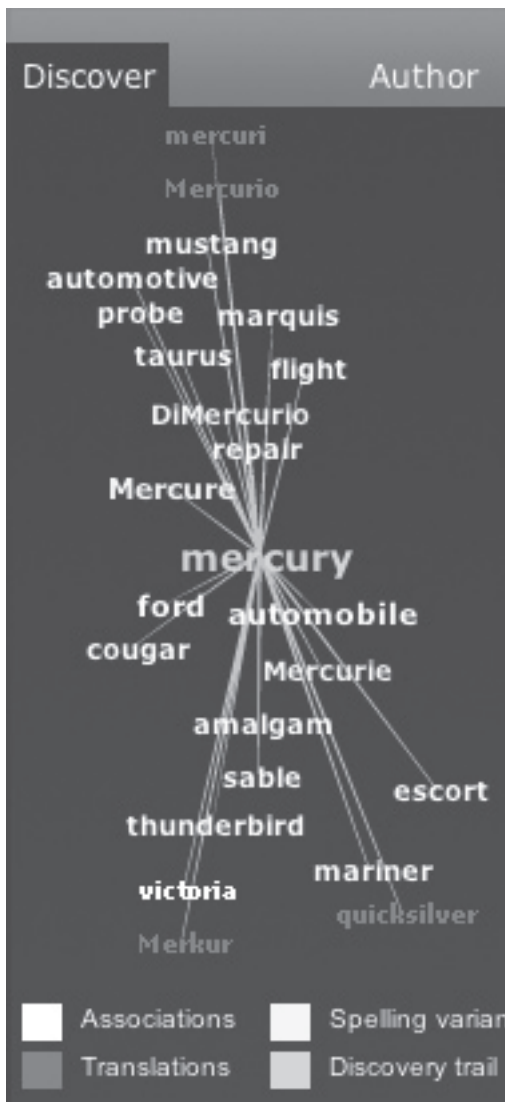 Discover Author
mercuri
Mercurio
mustang
automotive
probe marquis
taurus flight
DiMercurio
repair
Mercure
mercury
ford automobile
cougar
Mercurie
amalgam
sable
escort
thunderbird
mariner
victoria
quicksilver
Merkur
Associations Spelling varian
Translations Discovery trail